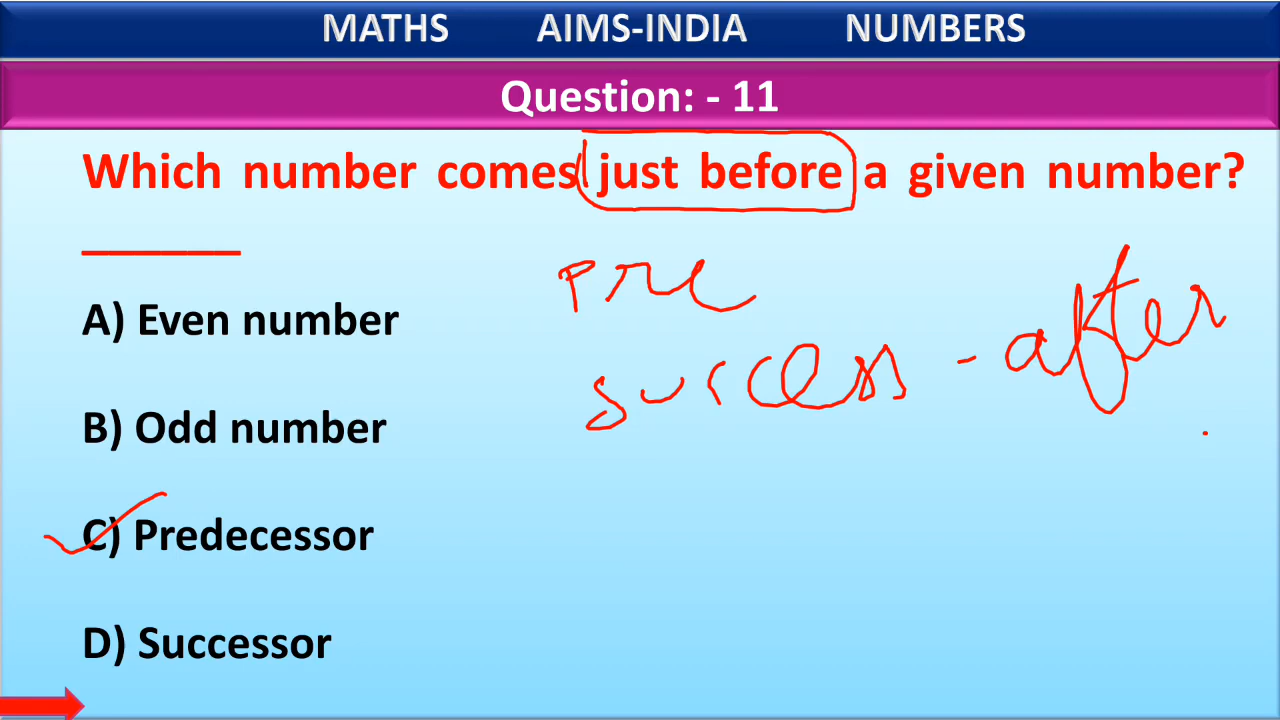 MATHS AIMS-INDIA NUMBERS
Question: - 11
Which number comes just before a given number?
______
pre
A) Even number
success - after
B) Odd number
C) Predecessor
D) Successor